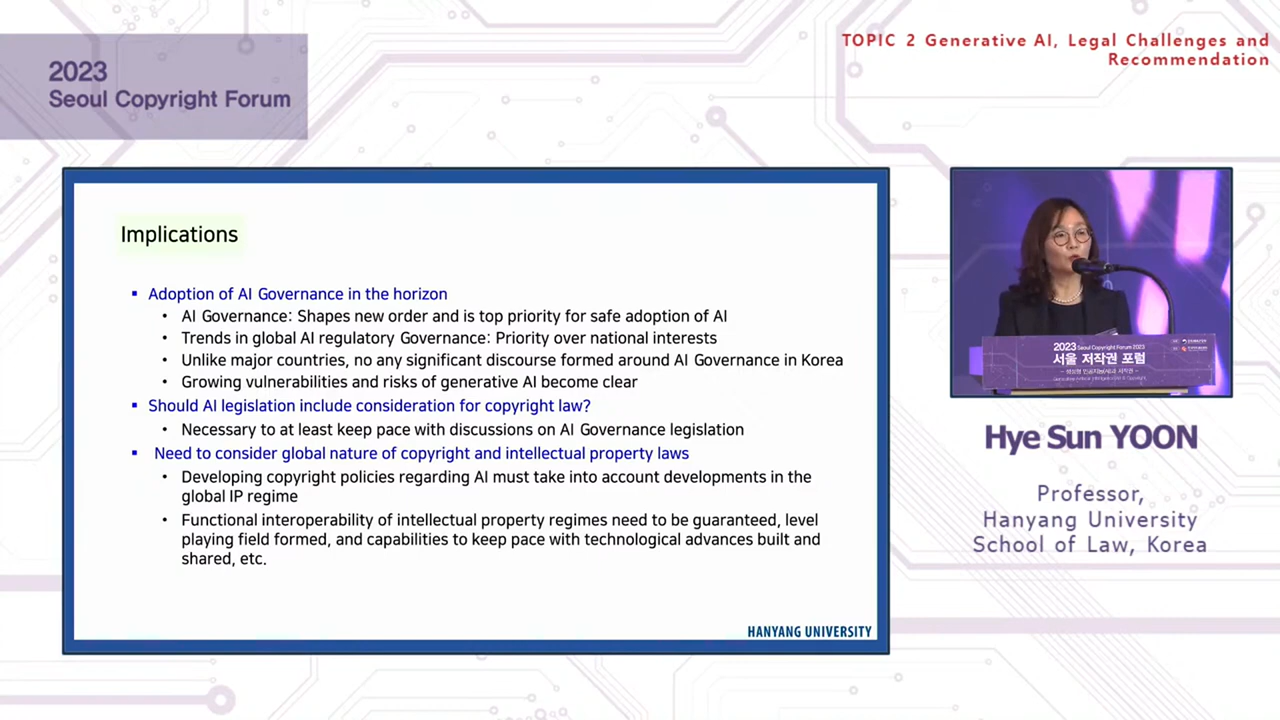 2023
Seoul Copyright Forum
TOPIC 2 Generative AI, Legal Challenges and
Recommendation
Implications
▪ Adoption of AI Governance in the horizon
• AI Governance: Shapes new order and is top priority for safe adoption of AI
• Trends in global AI regulatory Governance: Priority over national interests
• Unlike major countries, no any significant discourse formed around AI Governance in Korea
• Growing vulnerabilities and risks of generative AI become clear
▪ Should AI legislation include consideration for copyright law?
• Necessary to at least keep pace with discussions on AI Governance legislation
▪ Need to consider global nature of copyright and intellectual property laws
• Developing copyright policies regarding AI must take into account developments in the
global IP regime
• Functional interoperability of intellectual property regimes need to be guaranteed, level
playing field formed, and capabilities to keep pace with technological advances built and
shared, etc.
HANYANG UNIVERSITY
2023 Seoul Copyright Forum 2023
서울 저작권 포럼
Hye Sun YOON
Professor,
Hanyang University
School of Law, Korea